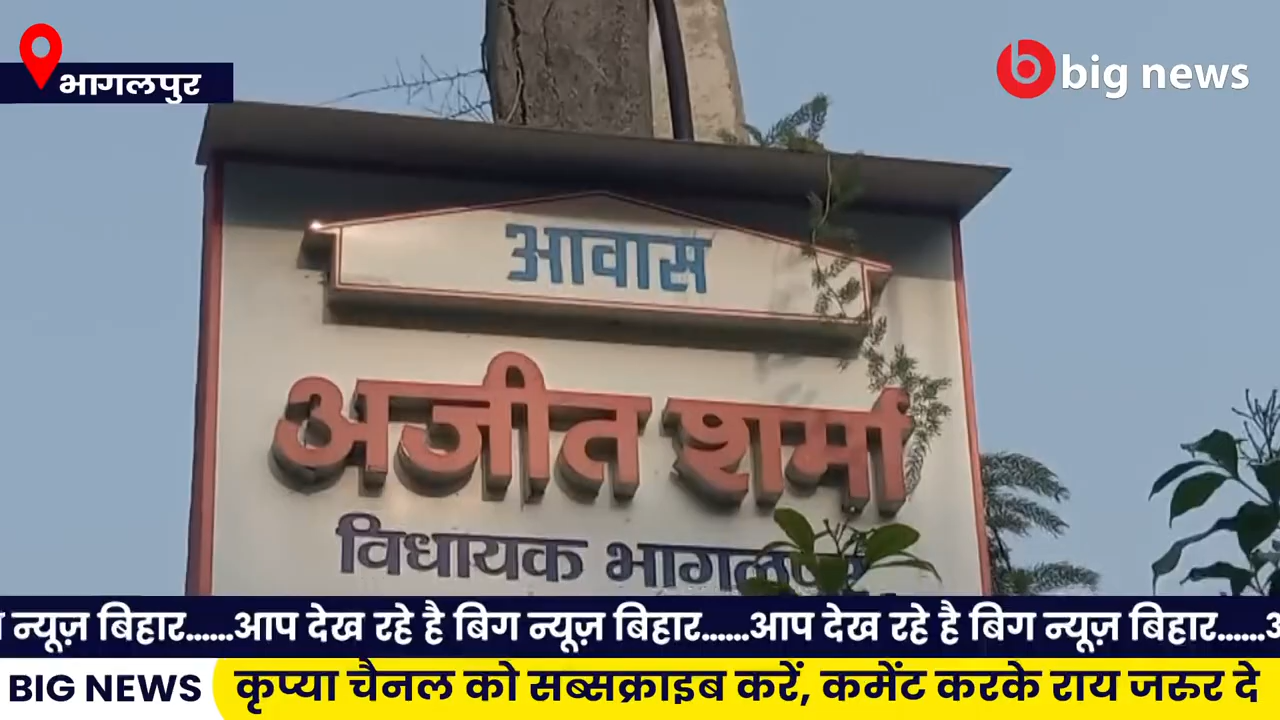 भागलपुर
big news
आवास
अजीत शर्मा
विधायक भागलपुर
न्यूज़ बिहार......आप देख रहे है बिग न्यूज़ बिहार......आप देख रहे है बिग न्यूज़ बिहार......
BIG NEWS
कृप्या चैनल को सब्सक्राइब करें, कमेंट करके राय जरुर दे